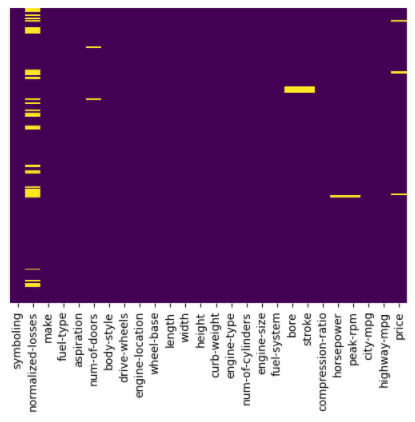 symboling
normalized-losses
make
fuel-type
aspiration
num-of-doors
body-style
drive-wheels
engine-location
wheel-base
length
width
height
curb-weight
engine-type
num-of-cylinders
engine-size
fuel-system
bore
stroke
compression-ratio
horsepower
peak-rpm
city-mpg
highway-mpg
price